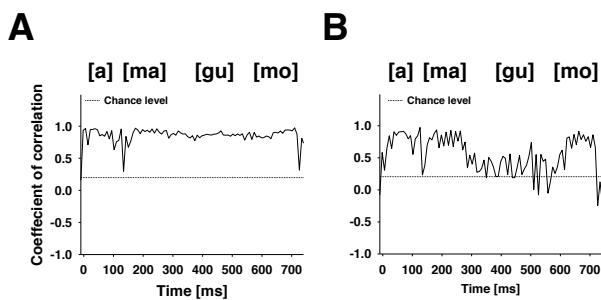 A
B
[a] [ma] [gu] [mo]
[a] [ma] [gu] [mo]
Chance level
Chance level
Coeffecient of correlation
1.0
0.5
0.0
-0.5
-1.0
1.0
0.5
0.0
-0.5
-1.0
0 100 200 300 400 500 600 700
0 100 200 300 400 500 600 700
Time [ms]
Time [ms]